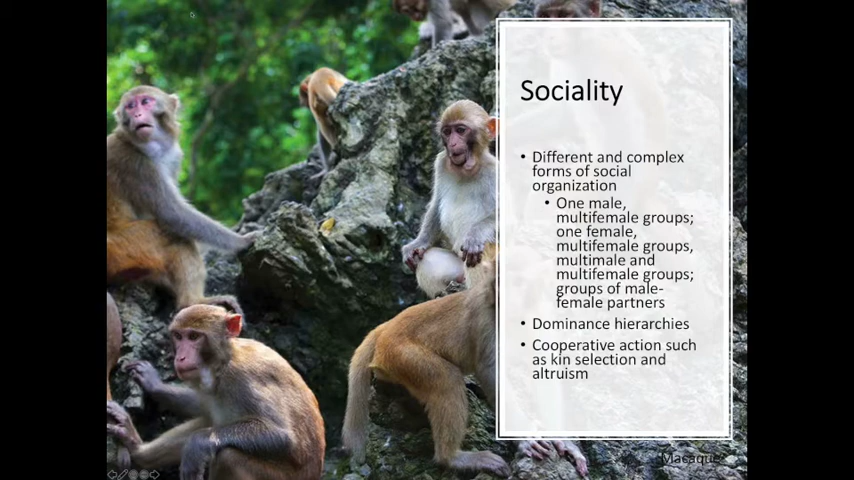 Sociality
• Different and complex
forms of social
organization
• One male,
multifemale groups;
one female,
multifemale groups,
multimale and
multifemale groups;
groups of male-
female partners
• Dominance hierarchies
• Cooperative action such
as kin selection and
altruism